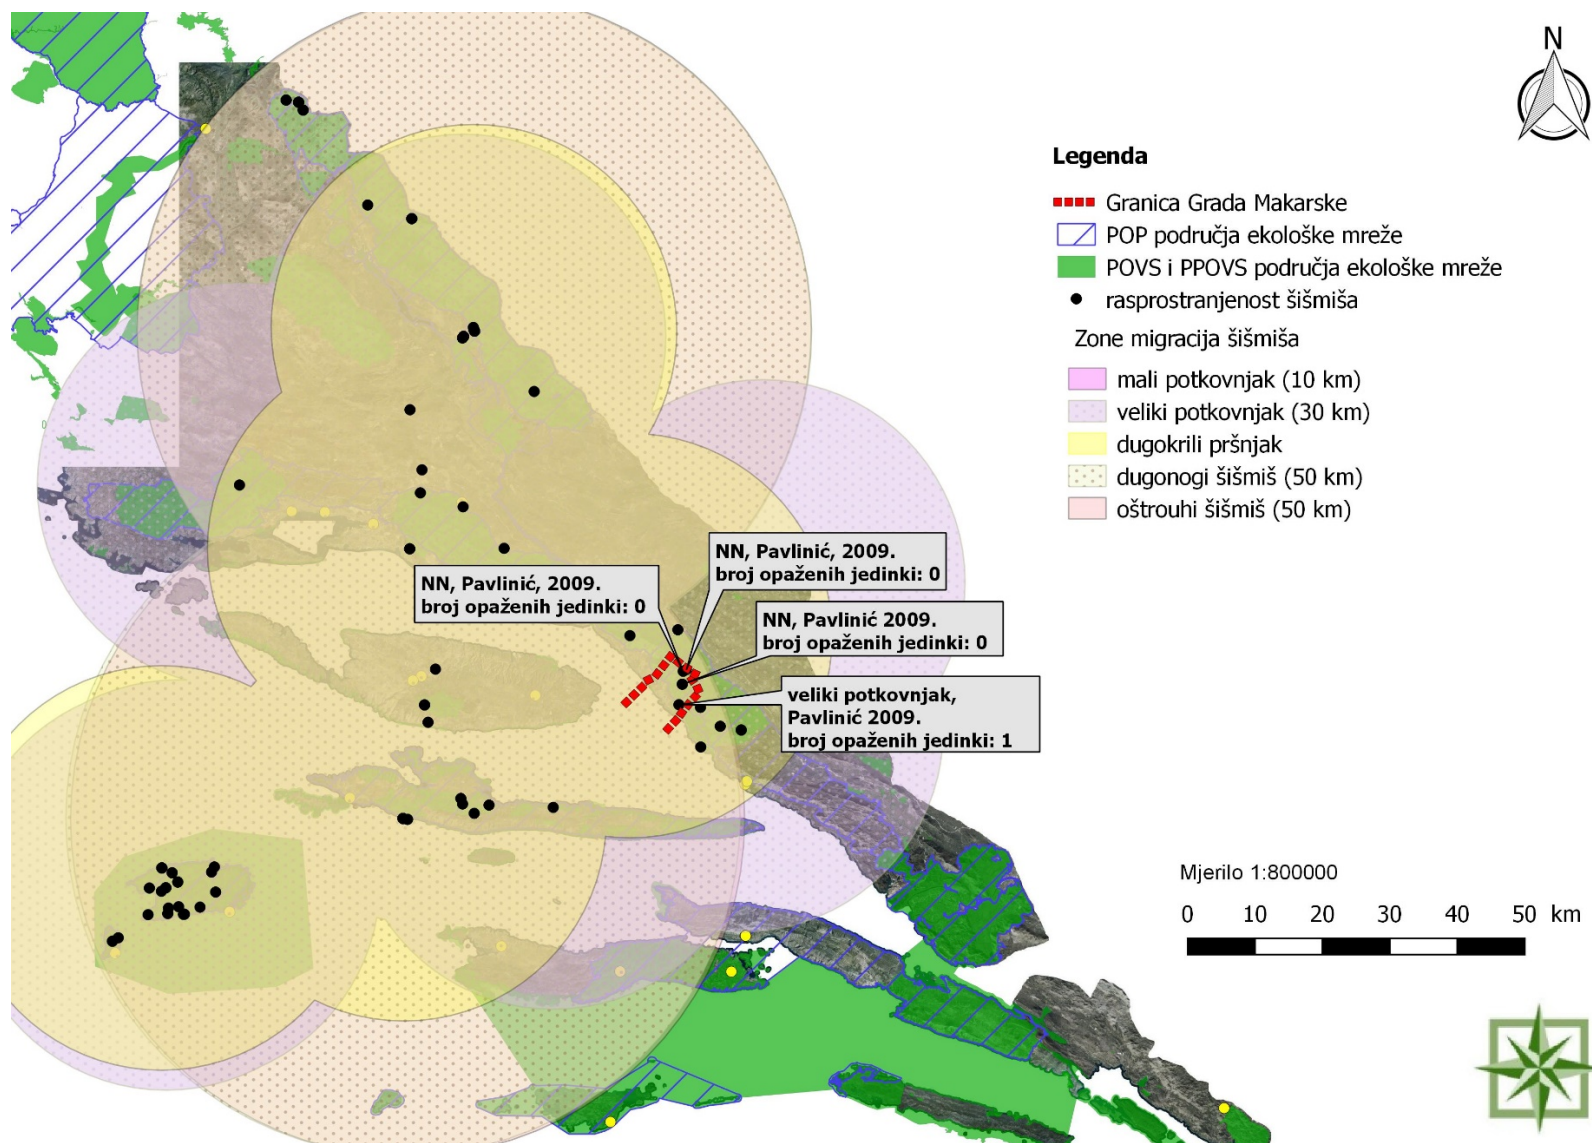 N
Legenda
Granica Grada Makarske
POP područja ekološke mreže
POVS i PPOVS područja ekološke mreže
rasprostranjenost šišmiša
Zone migracija šišmiša
mali potkovnjak (10 km)
veliki potkovnjak (30 km)
dugokrili pršnjak
dugonogi šišmiš (50 km)
oštrouhi šišmiš (50 km)
NN, Pavlinić, 2009.
broj opaženih jedinki: 0
NN, Pavlinić, 2009.
broj opaženih jedinki: 0
NN, Pavlinić 2009.
broj opaženih jedinki: 0
veliki potkovnjak,
Pavlinić 2009.
broj opaženih jedinki: 1
Mjerilo 1:800000
0 10 20 30 40 50 km